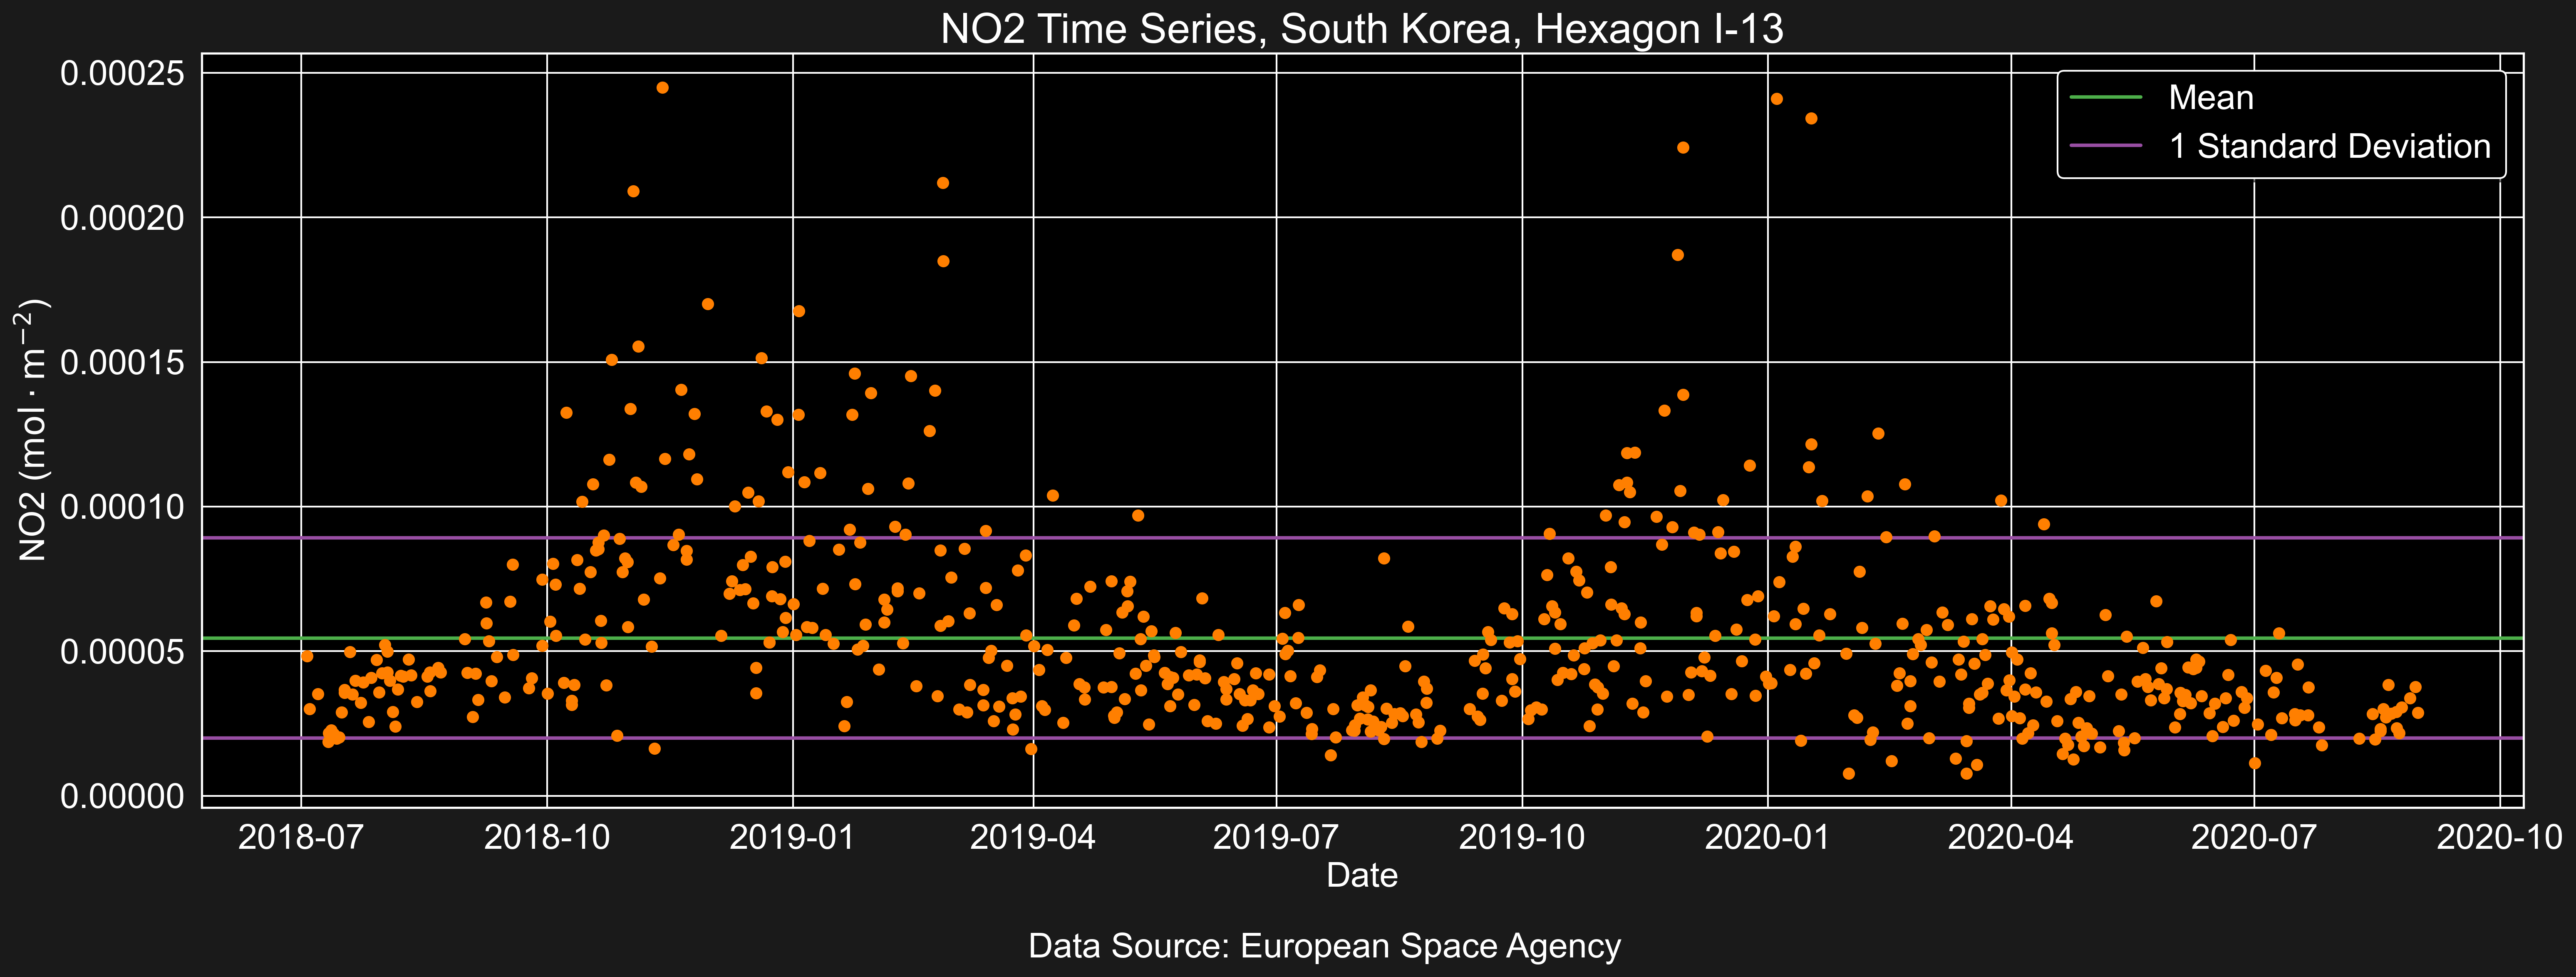 NO2 Time Series, South Korea, Hexagon I-13
0.00025
0.00020
0.00015
0.00010
0.00005
0.00000
NO2 (mol · m⁻²)
Mean
1 Standard Deviation
2018-07 2018-10 2019-01 2019-04 2019-07 2019-10 2020-01 2020-04 2020-07 2020-10
Date
Data Source: European Space Agency